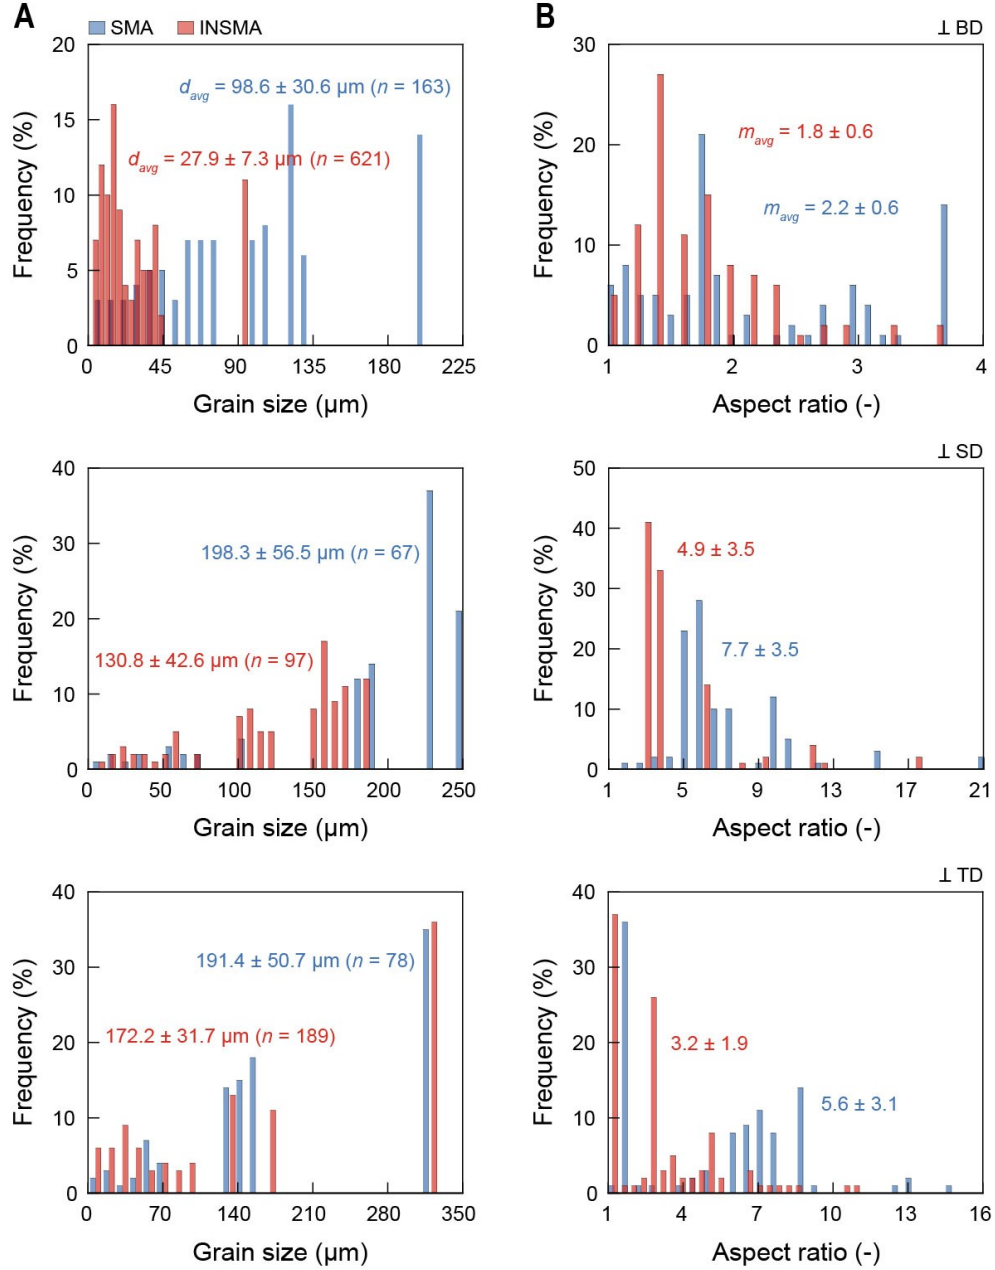 A
B
SMA INSMA
⊥ BD
20
15
10
5
0
Frequency (%)
d_avg = 98.6 ± 30.6 µm (n = 163)
d_avg = 27.9 ± 7.3 µm (n = 621)
0 45 90 135 180 225
Grain size (µm)
30
20
10
0
Frequency (%)
m_avg = 1.8 ± 0.6
m_avg = 2.2 ± 0.6
1 2 3 4
Aspect ratio (-)
⊥ SD
40
30
20
10
0
Frequency (%)
198.3 ± 56.5 µm (n = 67)
130.8 ± 42.6 µm (n = 97)
0 50 100 150 200 250
Grain size (µm)
50
40
30
20
10
0
Frequency (%)
4.9 ± 3.5
7.7 ± 3.5
1 5 9 13 17 21
Aspect ratio (-)
⊥ TD
40
30
20
10
0
Frequency (%)
191.4 ± 50.7 µm (n = 78)
172.2 ± 31.7 µm (n = 189)
0 70 140 210 280 350
Grain size (µm)
40
30
20
10
0
Frequency (%)
3.2 ± 1.9
5.6 ± 3.1
1 4 7 10 13 16
Aspect ratio (-)